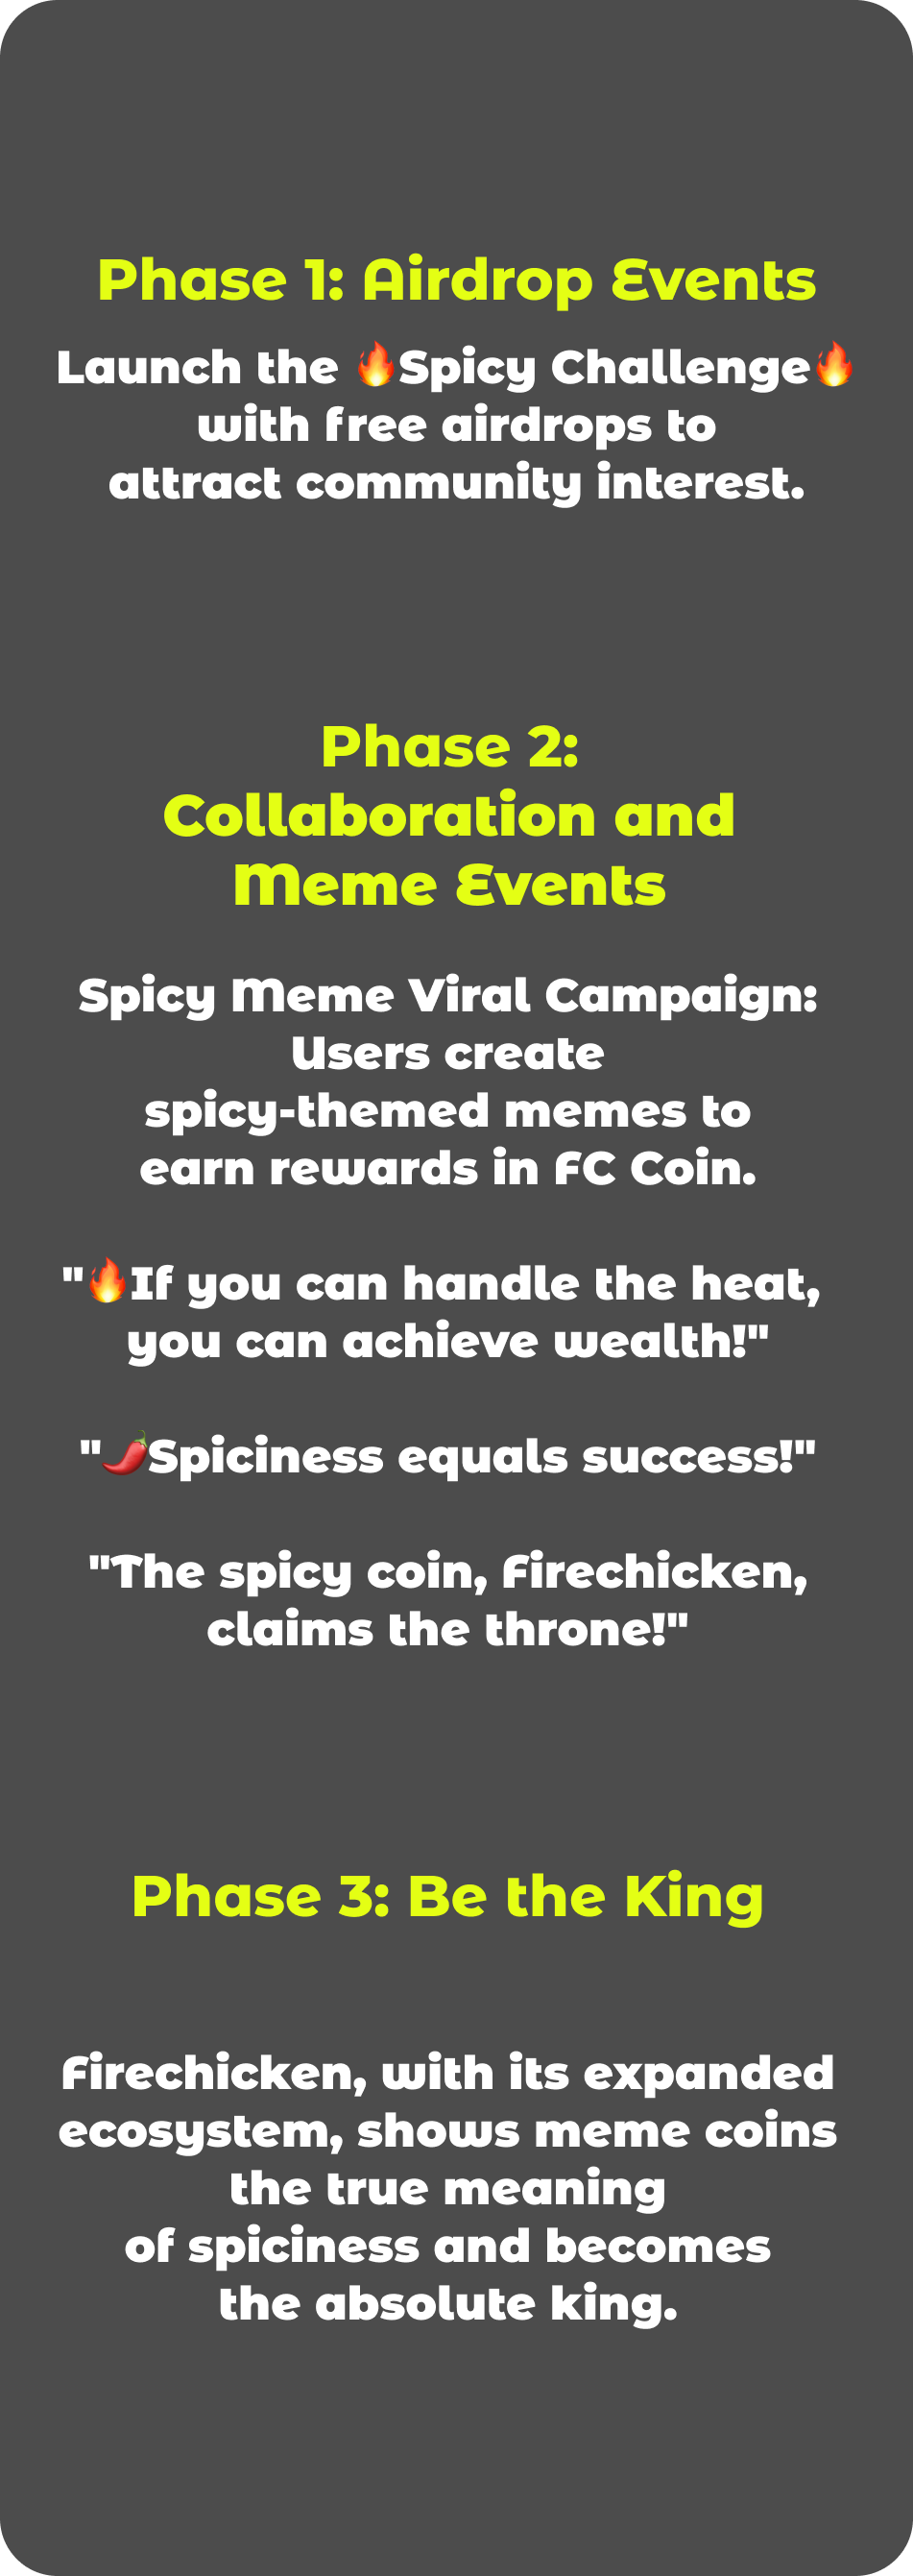 Phase 1: Airdrop Events
Launch the 🔥Spicy Challenge🔥
with free airdrops to
attract community interest.
Phase 2:
Collaboration and
Meme Events
Spicy Meme Viral Campaign:
Users create
spicy-themed memes to
earn rewards in FC Coin.
"🔥If you can handle the heat,
you can achieve wealth!"
"🌶️Spiciness equals success!"
"The spicy coin, Firechicken,
claims the throne!"
Phase 3: Be the King
Firechicken, with its expanded
ecosystem, shows meme coins
the true meaning
of spiciness and becomes
the absolute king.